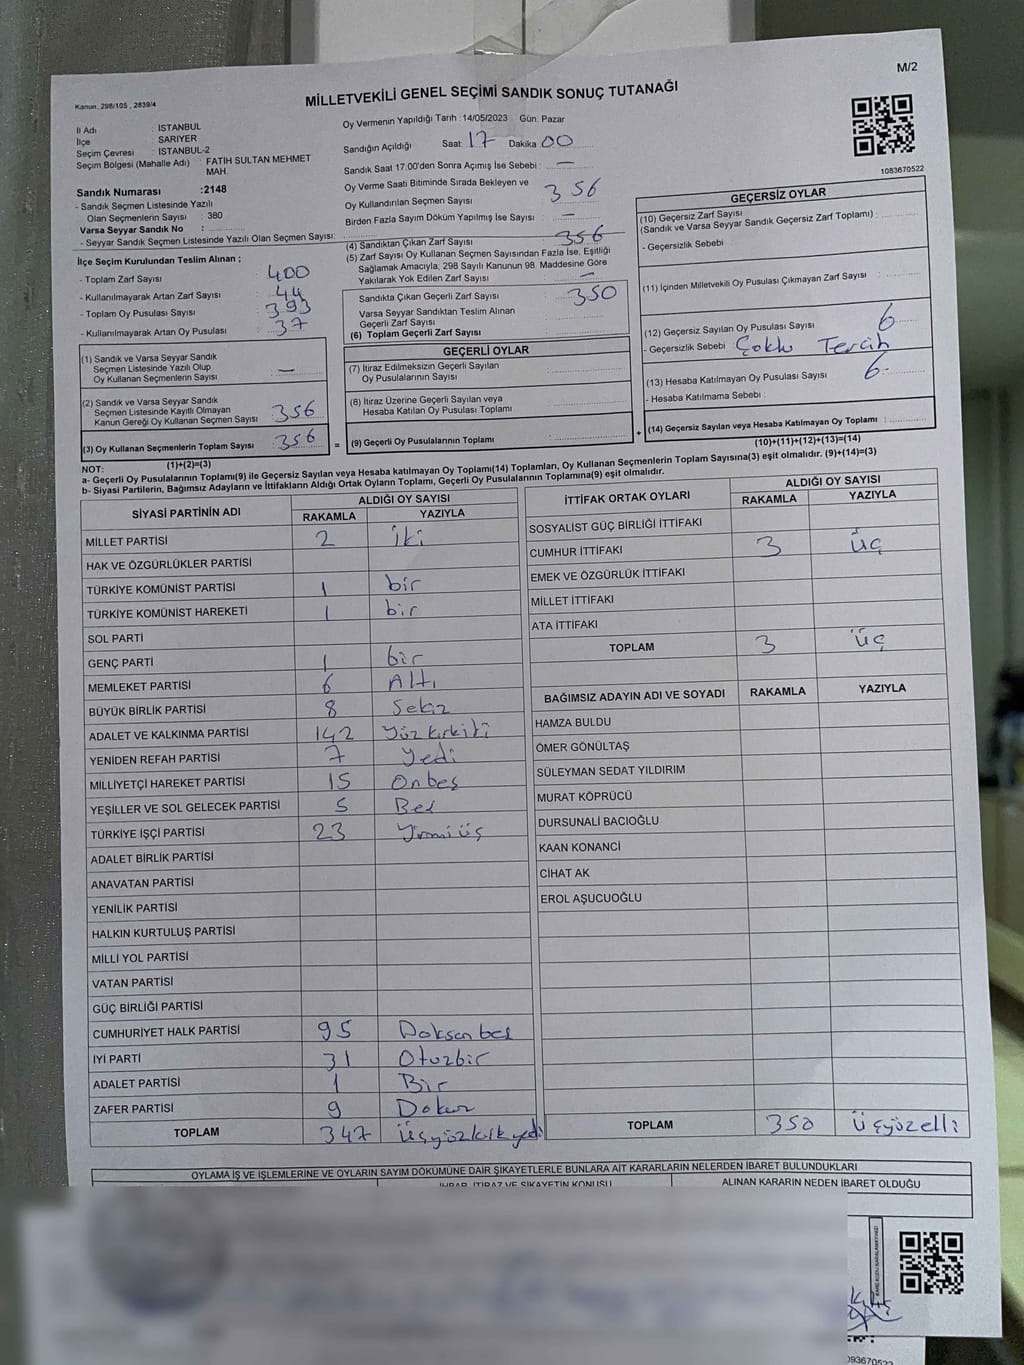 M/2
Kanun, 298/105 , 2839/4
MİLLETVEKİLİ GENEL SEÇİMİ SANDIK SONUÇ TUTANAĞI
İl Adı : İSTANBUL
İlçe : SARIYER
Seçim Çevresi : İSTANBUL-2
Seçim Bölgesi (Mahalle Adı) : FATİH SULTAN MEHMET MAH.
Sandık Numarası :2148
- Sandık Seçmen Listesinde Yazılı
Olan Seçmenlerin Sayısı : 380
Varsa Seyyar Sandık No :
- Seyyar Sandık Seçmen Listesinde Yazılı Olan Seçmen Sayısı:
İlçe Seçim Kurulundan Teslim Alınan ;
- Toplam Zarf Sayısı : 400
- Kullanılmayarak Artan Zarf Sayısı : 44
- Toplam Oy Pusulası Sayısı : 393
- Kullanılmayarak Artan Oy Pusulası : 37
(1) Sandık ve Varsa Seyyar Sandık
Seçmen Listesinde Yazılı Olup
Oy Kullanan Seçmenlerin Sayısı : —
(2) Sandık ve Varsa Seyyar Sandık
Seçmen Listesinde Kayıtlı Olmayan
Kanun Gereği Oy Kullanan Seçmen Sayısı : 356
(3) Oy Kullanan Seçmenlerin Toplam Sayısı : 356
(1)+(2)=(3)
Oy Vermenin Yapıldığı Tarih : 14/05/2023 Gün: Pazar
Sandığın Açıldığı Saat: 17 Dakika 00
Sandık Saat 17:00'den Sonra Açılmış İse Sebebi : —
Oy Verme Saati Bitiminde Sırada Bekleyen ve
Oy Kullandırılan Seçmen Sayısı : 356
Birden Fazla Sayım Döküm Yapılmış İse Sayısı : —
(4) Sandıktan Çıkan Zarf Sayısı : 356
(5) Zarf Sayısı Oy Kullanan Seçmen Sayısından Fazla İse, Eşitliği
Sağlamak Amacıyla, 298 Sayılı Kanunun 98. Maddesine Göre
Yakılarak Yok Edilen Zarf Sayısı : —
Sandıkta Çıkan Geçerli Zarf Sayısı : 350
Varsa Seyyar Sandıktan Teslim Alınan
Geçerli Zarf Sayısı :
(6) Toplam Geçerli Zarf Sayısı :
GEÇERLİ OYLAR
(7) İtiraz Edilmeksizin Geçerli Sayılan
Oy Pusulalarının Sayısı :
(8) İtiraz Üzerine Geçerli Sayılan veya
Hesaba Katılan Oy Pusulası Toplamı :
= (9) Geçerli Oy Pusulalarının Toplamı : +
1083670522
GEÇERSİZ OYLAR
(10) Geçersiz Zarf Sayısı
(Sandık ve Varsa Seyyar Sandık Geçersiz Zarf Toplamı) :
- Geçersizlik Sebebi :
(11) İçinden Milletvekili Oy Pusulası Çıkmayan Zarf Sayısı :
(12) Geçersiz Sayılan Oy Pusulası Sayısı : 6
- Geçersizlik Sebebi : Çoklu Tercih
(13) Hesaba Katılmayan Oy Pusulası Sayısı : 6-
- Hesaba Katılmama Sebebi :
(14) Geçersiz Sayılan veya Hesaba Katılmayan Oy Toplamı :
(10)+(11)+(12)+(13)=(14)
NOT:
a- Geçerli Oy Pusulalarının Toplamı(9) ile Geçersiz Sayılan veya Hesaba katılmayan Oy Toplamı(14) Toplamları, Oy Kullanan Seçmenlerin Toplam Sayısına(3) eşit olmalıdır. (9)+(14)=(3)
b- Siyasi Partilerin, Bağımsız Adayların ve İttifakların Aldığı Ortak Oyların Toplamı, Geçerli Oy Pusulalarının Toplamına(9) eşit olmalıdır.
SİYASİ PARTİNİN ADI ALDIĞI OY SAYISI
RAKAMLA YAZIYLA
MİLLET PARTİSİ 2 iki
HAK VE ÖZGÜRLÜKLER PARTİSİ
TÜRKİYE KOMÜNİST PARTİSİ 1 bir
TÜRKİYE KOMÜNİST HAREKETİ 1 bir
SOL PARTİ
GENÇ PARTİ 1 bir
MEMLEKET PARTİSİ 6 Altı
BÜYÜK BİRLİK PARTİSİ 8 Sekiz
ADALET VE KALKINMA PARTİSİ 142 Yüzkırkiki
YENİDEN REFAH PARTİSİ 7 Yedi
MİLLİYETÇİ HAREKET PARTİSİ 15 Onbeş
YEŞİLLER VE SOL GELECEK PARTİSİ 5 Beş
TÜRKİYE İŞÇİ PARTİSİ 23 Yirmiüç
ADALET BİRLİK PARTİSİ
ANAVATAN PARTİSİ
YENİLİK PARTİSİ
HALKIN KURTULUŞ PARTİSİ
MİLLİ YOL PARTİSİ
VATAN PARTİSİ
GÜÇ BİRLİĞİ PARTİSİ
CUMHURİYET HALK PARTİSİ 95 Doksanbeş
İYİ PARTİ 31 Otuzbir
ADALET PARTİSİ 1 Bir
ZAFER PARTİSİ 9 Dokuz
TOPLAM 347 Üçyüzkırkyedi
İTTİFAK ORTAK OYLARI ALDIĞI OY SAYISI
RAKAMLA YAZIYLA
SOSYALİST GÜÇ BİRLİĞİ İTTİFAKI
CUMHUR İTTİFAKI 3 üç
EMEK VE ÖZGÜRLÜK İTTİFAKI
MİLLET İTTİFAKI
ATA İTTİFAKI
TOPLAM 3 üç
BAĞIMSIZ ADAYIN ADI VE SOYADI RAKAMLA YAZIYLA
HAMZA BULDU
ÖMER GÖNÜLTAŞ
SÜLEYMAN SEDAT YILDIRIM
MURAT KÖPRÜCÜ
DURSUNALİ BACIOĞLU
KAAN KONANCİ
CİHAT AK
EROL AŞUCUOĞLU
TOPLAM 350 Üçyüzelli
OYLAMA İŞ VE İŞLEMLERİNE VE OYLARIN SAYIM DÖKÜMÜNE DAİR ŞİKAYETLERLE BUNLARA AİT KARARLARIN NELERDEN İBARET BULUNDUKLARI
İHBAR, İTİRAZ VE ŞİKAYETİN KONUSU ALINAN KARARIN NEDEN İBARET OLDUĞU